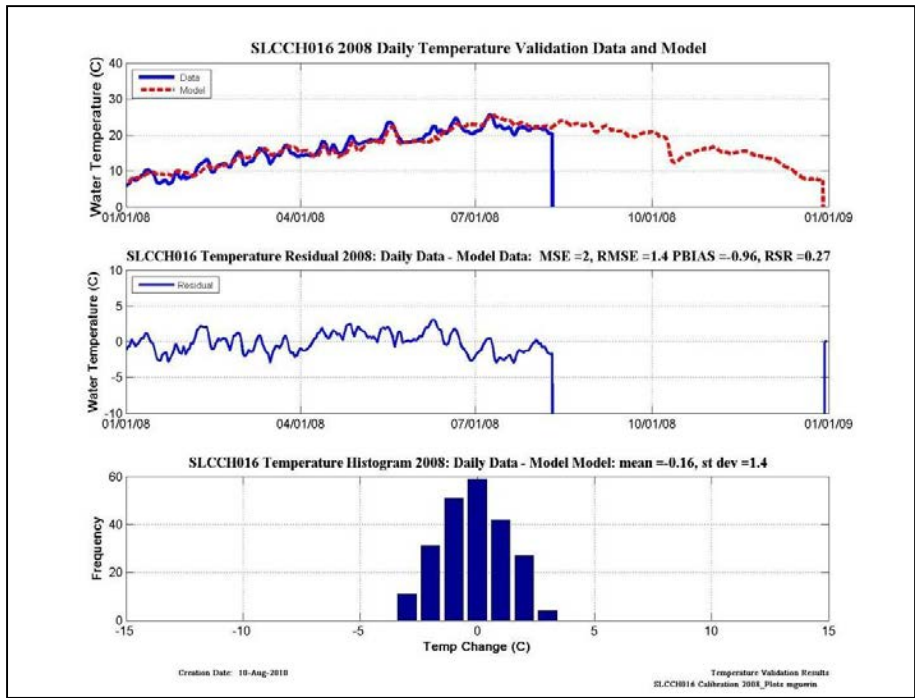 SLCCH016 2008 Daily Temperature Validation Data and Model
Water Temperature (C)
40
30
20
10
0
Data
Model
01/01/08
04/01/08
07/01/08
10/01/08
01/01/09
SLCCH016 Temperature Residual 2008: Daily Data - Model Data: MSE =2, RMSE =1.4 PBIAS =-0.96, RSR =0.27
Water Temperature (C)
10
5
0
-5
-10
Residual
01/01/08
04/01/08
07/01/08
10/01/08
01/01/09
SLCCH016 Temperature Histogram 2008: Daily Data - Model Model: mean =-0.16, st dev =1.4
Frequency
60
40
20
0
-15
-10
-5
0
5
10
15
Temp Change (C)
Creation Date: 10-Aug-2010
Temperature Validation Results
SLCCH016 Calibration 2008_Plots mguerin